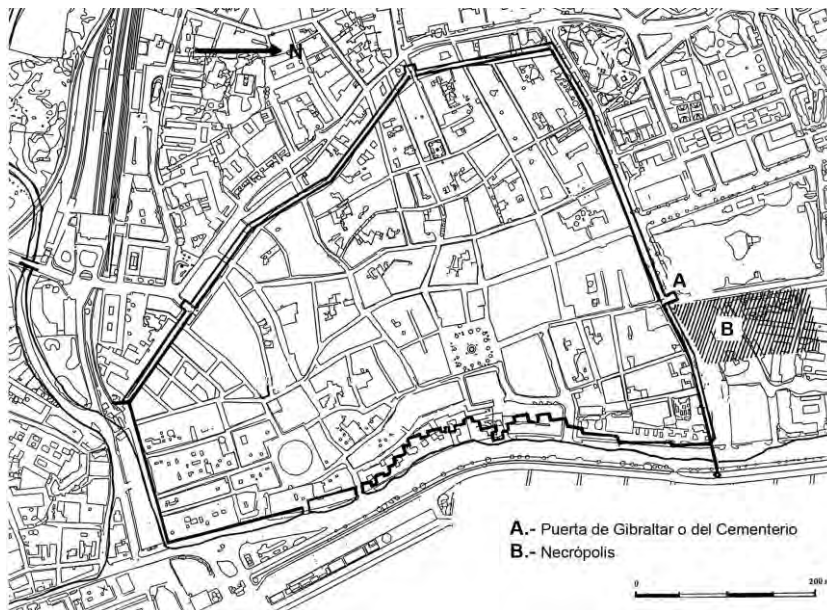 N
A
B
A.- Puerta de Gibraltar o del Cementerio
B.- Necrópolis
0 200